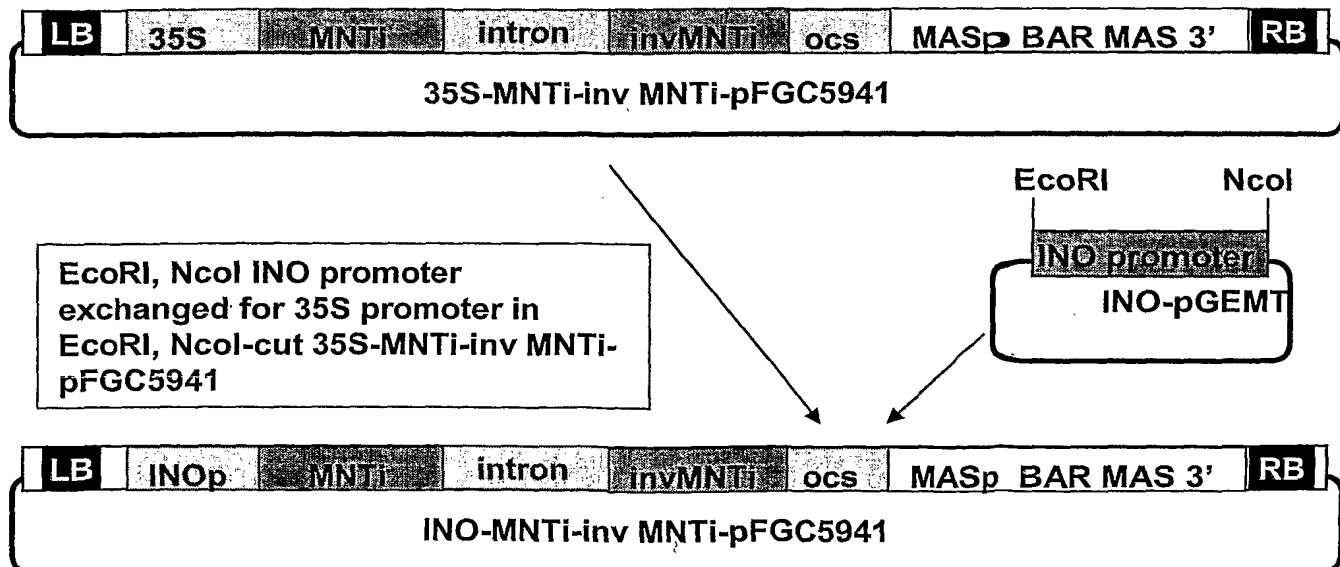 LB 35S MNTi intron invMNTi ocs MASp BAR MAS 3' RB
35S-MNTi-inv MNTi-pFGC5941
EcoRI NcoI
INO promoter
INO-pGEMT
EcoRI, NcoI INO promoter
exchanged for 35S promoter in
EcoRI, NcoI-cut 35S-MNTi-inv MNTi-
pFGC5941
LB INOp MNTi intron invMNTi ocs MASp BAR MAS 3' RB
INO-MNTi-inv MNTi-pFGC5941